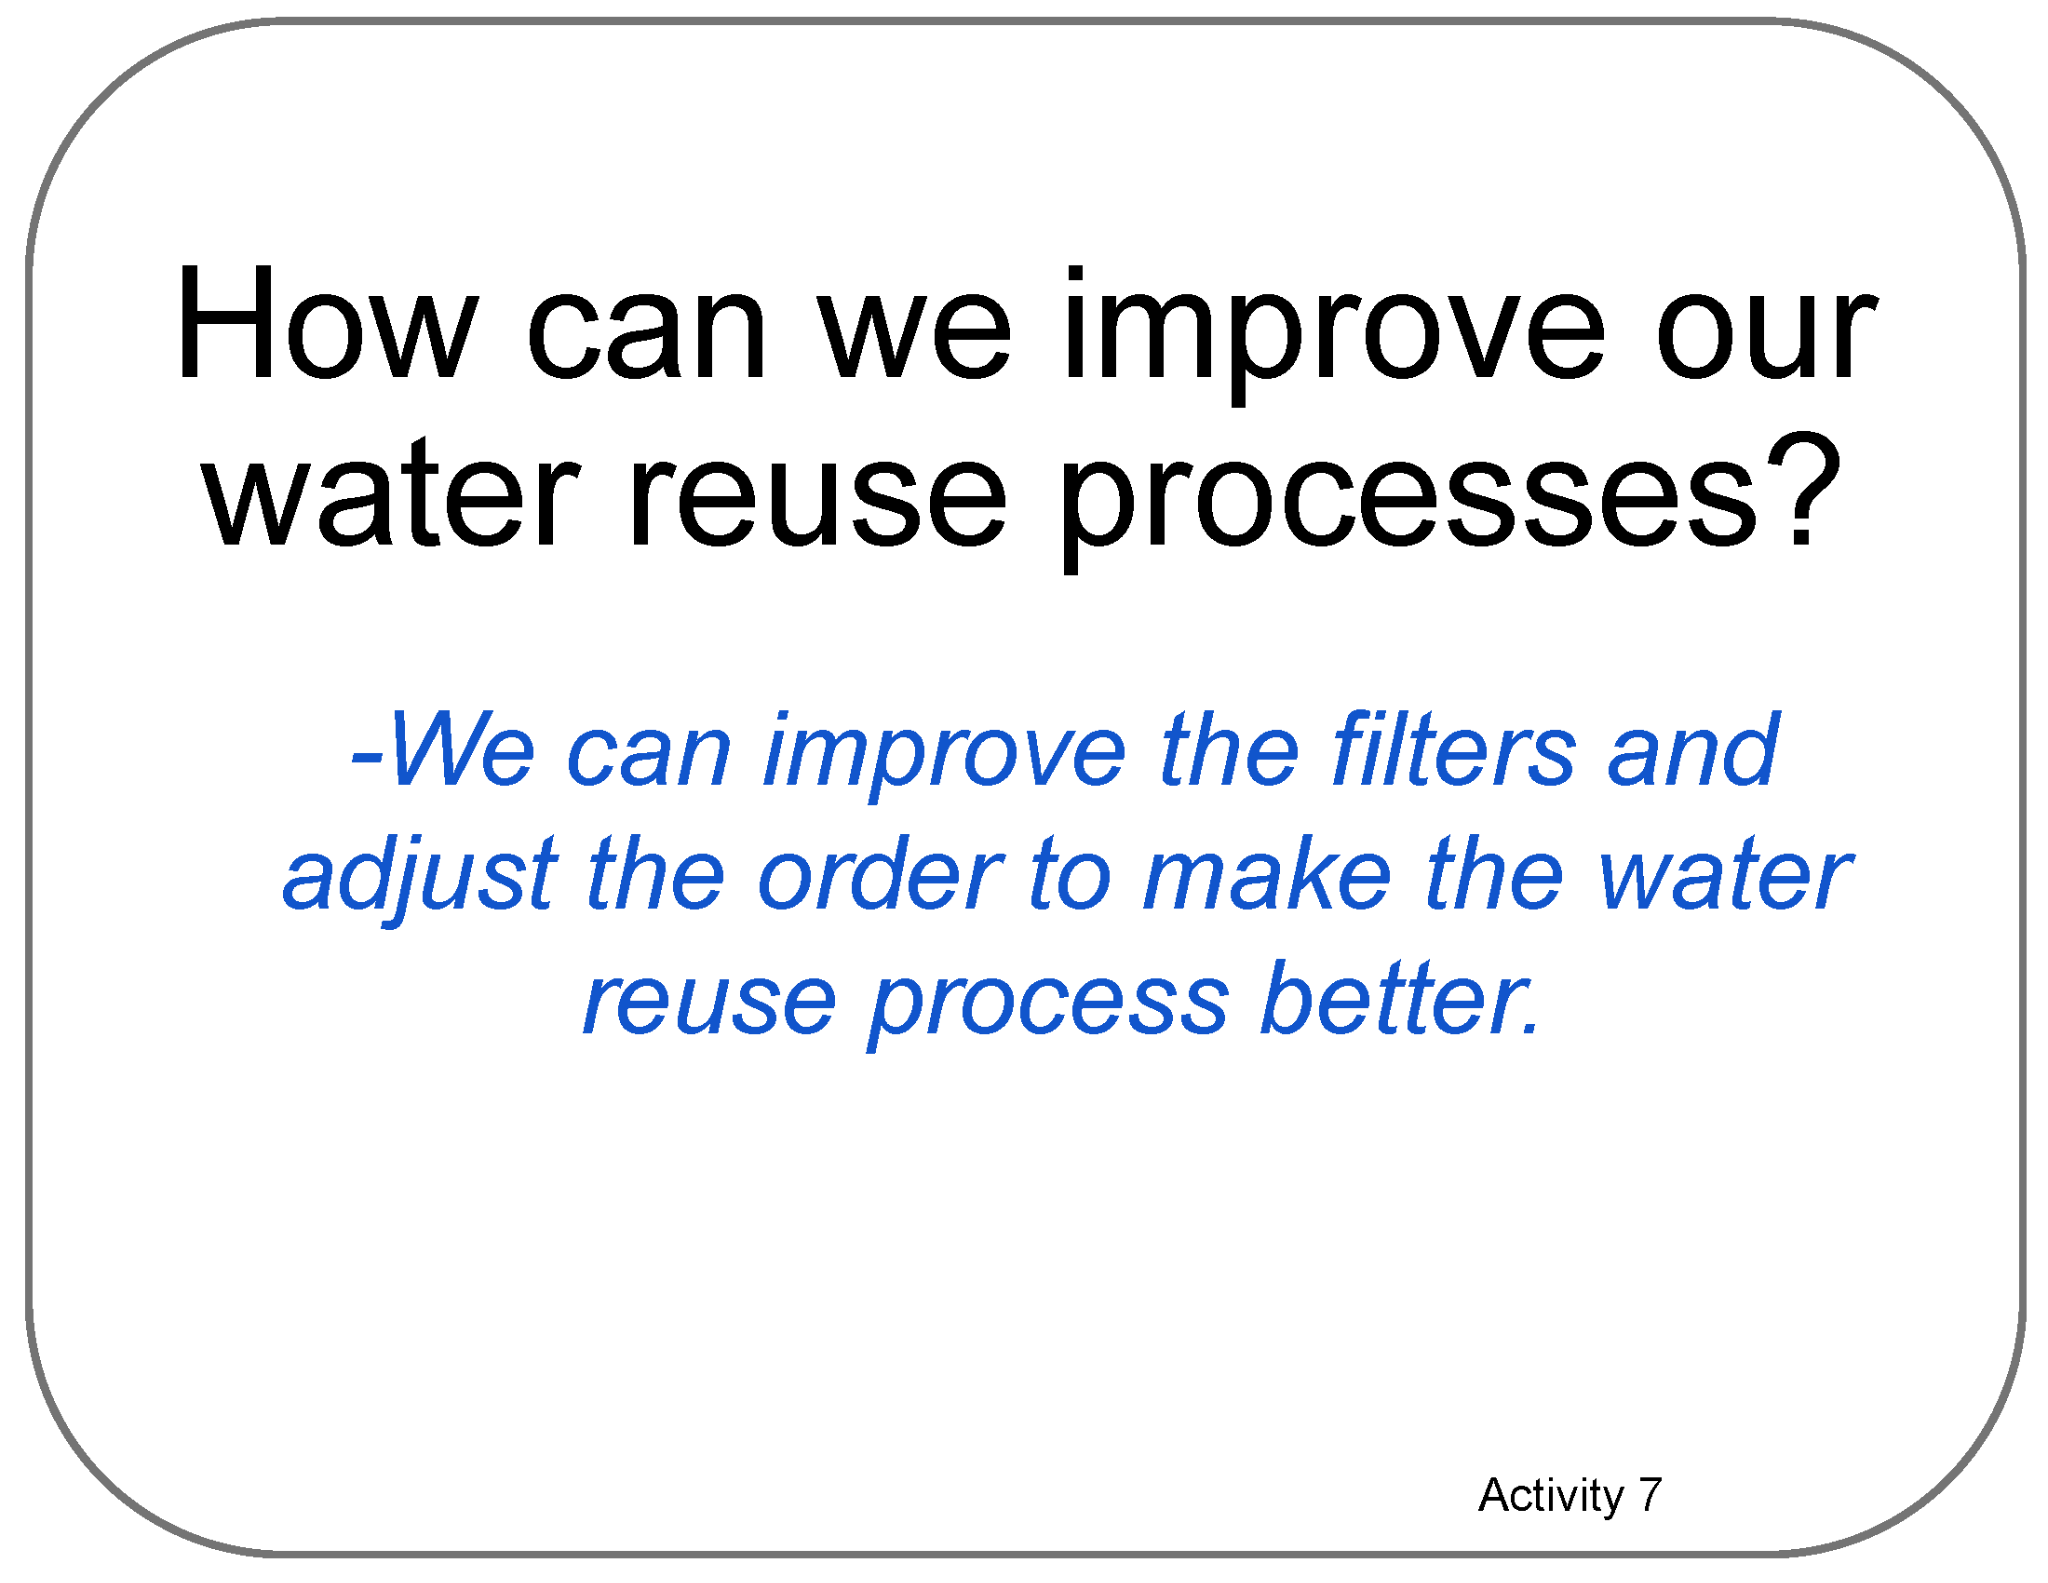 How can we improve our
water reuse processes?
-We can improve the filters and
adjust the order to make the water
reuse process better.
Activity 7